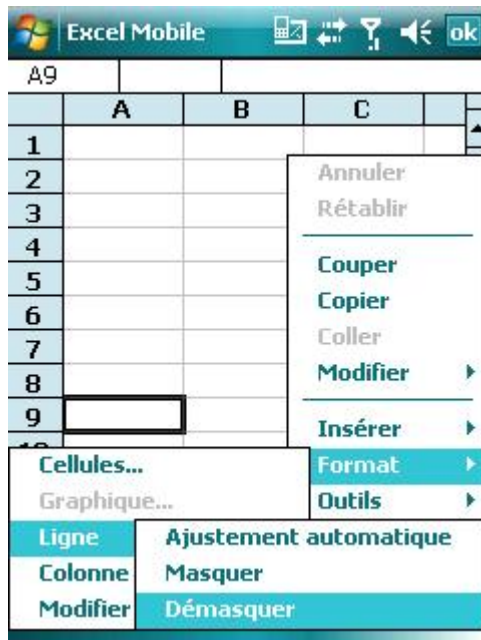 Excel Mobile ok
A9
A B C
1
2
3
4
5
6
7
8
9
Annuler
Rétablir
Couper
Copier
Coller
Modifier
Insérer
Format
Outils
Cellules...
Graphique...
Ligne
Colonne
Modifier
Ajustement automatique
Masquer
Démasquer